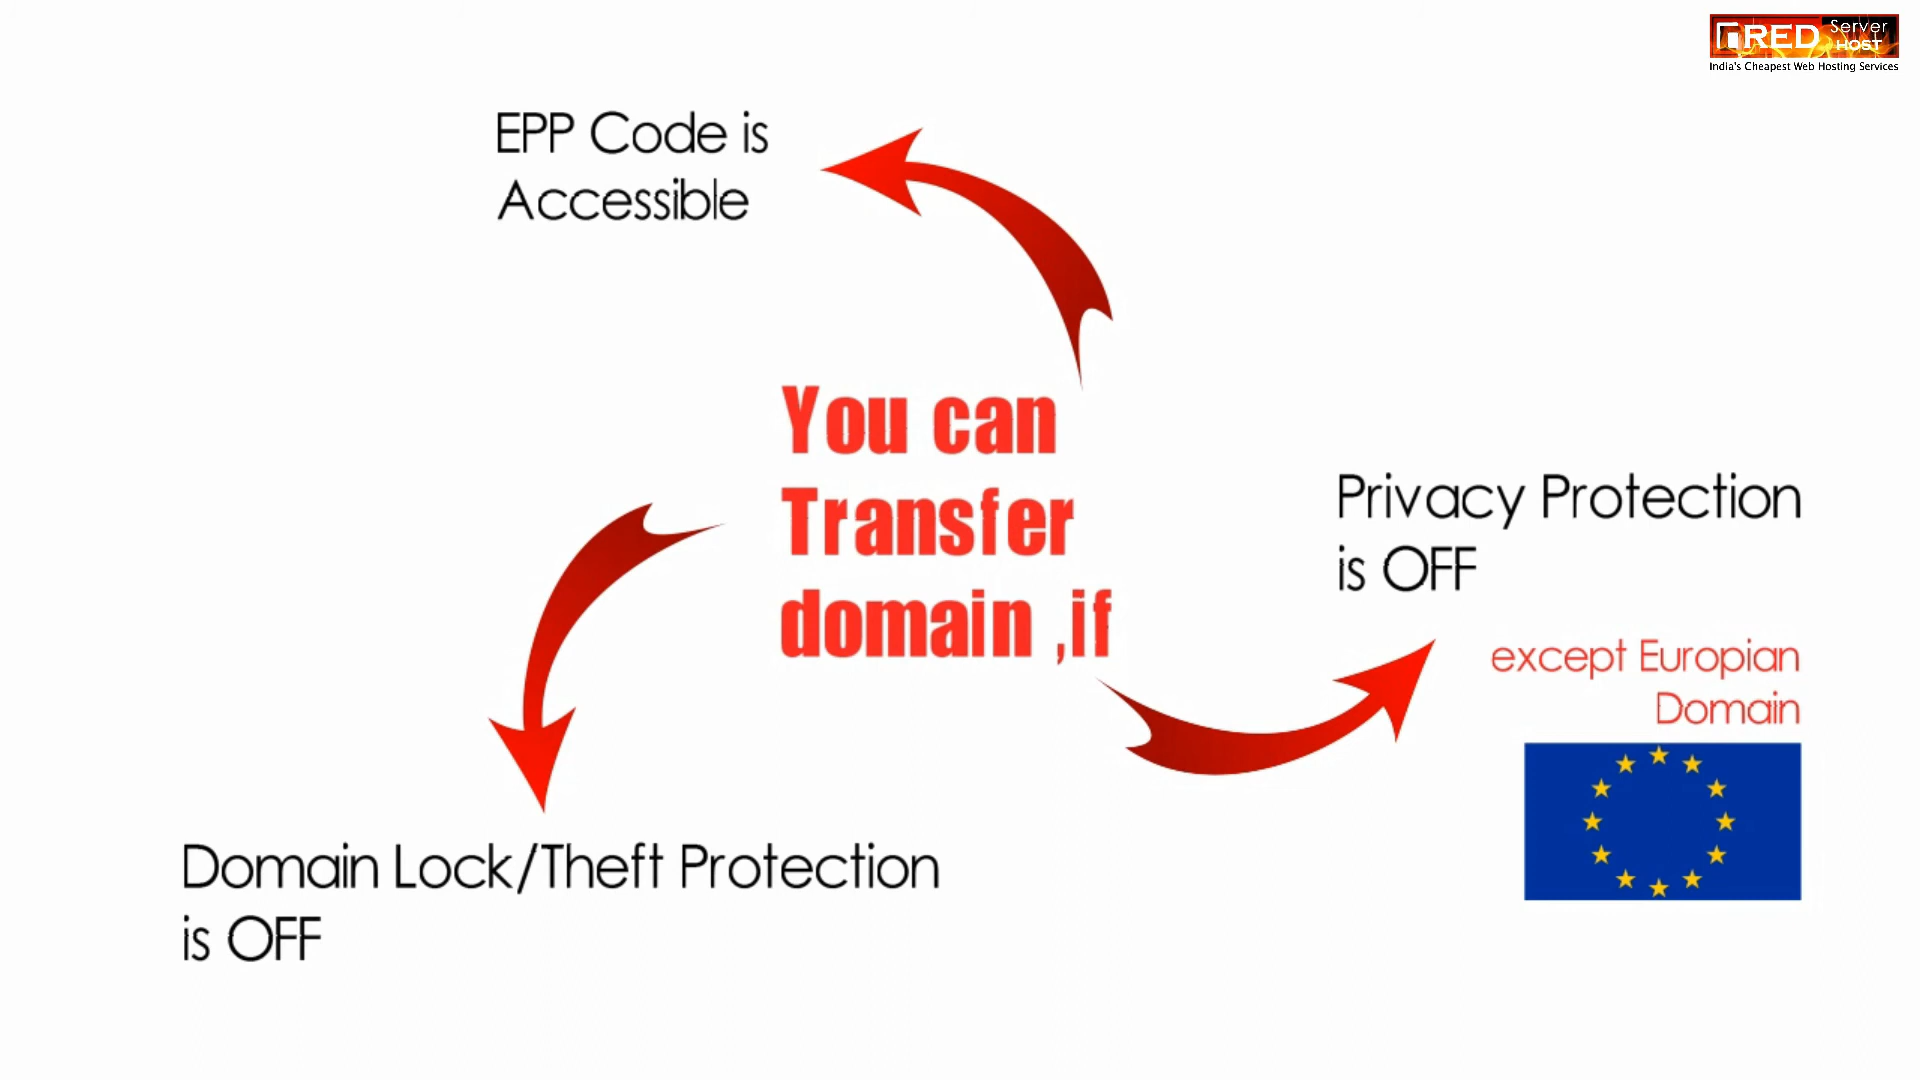 RED Server
HOST
India's Cheapest Web Hosting Services
EPP Code is
Accessible
You can
Transfer
domain ,if
Privacy Protection
is OFF
except Europian
Domain
Domain Lock/Theft Protection
is OFF